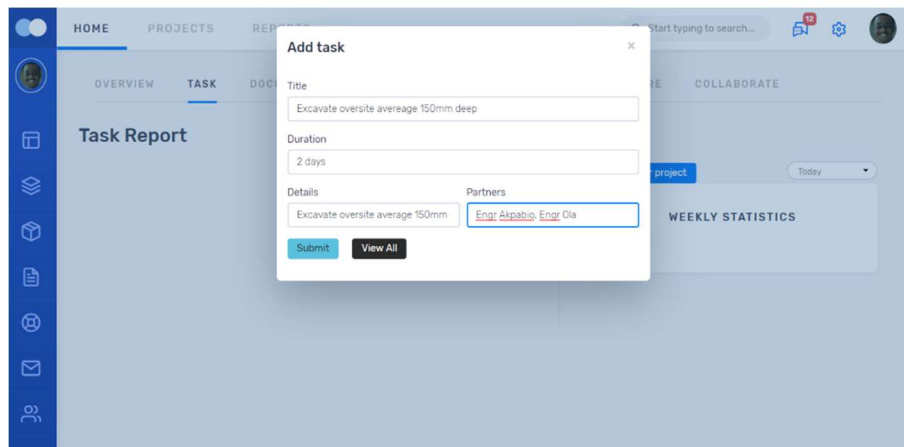 HOME PROJECTS REPORTS Start typing to search... 12
Add task ×
OVERVIEW TASK COLLABORATE
Title
Excavate oversite avereage 150mm deep
Task Report
Duration
2 days
project Today
Details Partners
Excavate oversite average 150mm Engr Akpabio, Engr Ola
WEEKLY STATISTICS
Submit View All